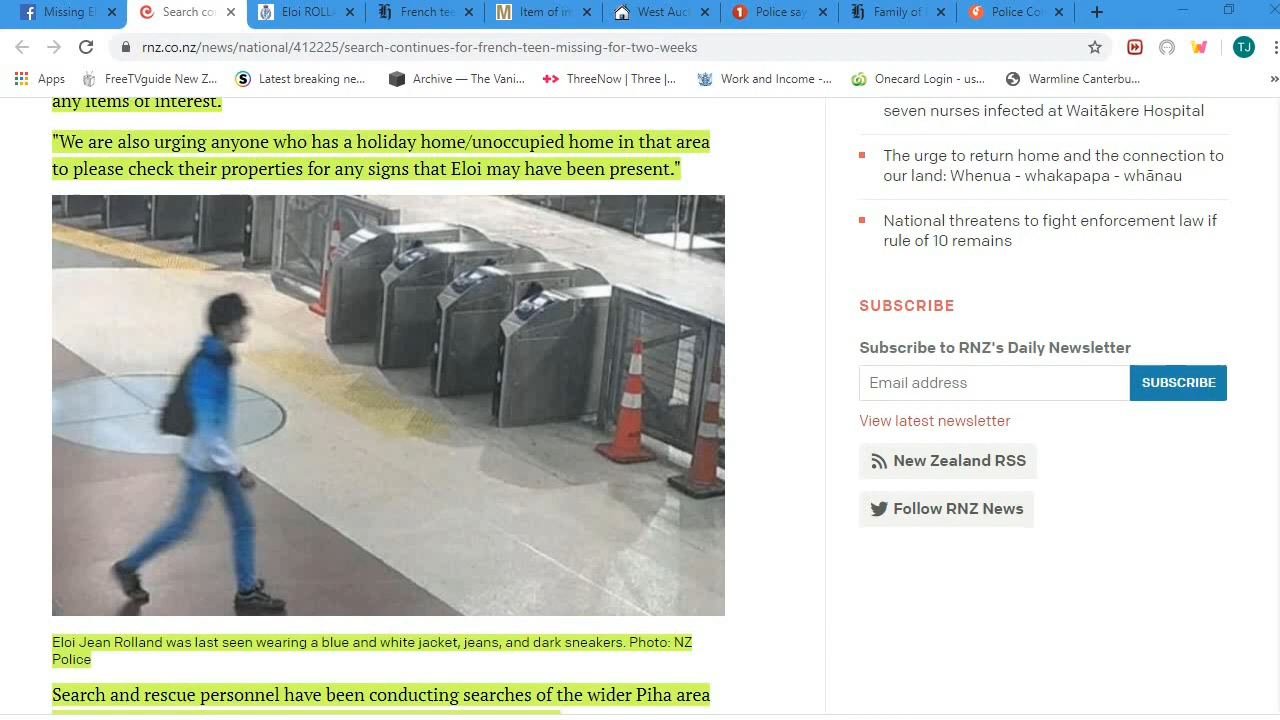 Missing El
Search co
Eloi ROLL
French tee
Item of in
West Auc
Police say
Family of F
Police Co
rnz.co.nz/news/national/412225/search-continues-for-french-teen-missing-for-two-weeks
TJ
Apps
FreeTVguide New Z...
Latest breaking ne...
Archive — The Vani...
ThreeNow | Three |...
Work and Income -...
Onecard Login - us...
Warmline Canterbu...
any items of interest.
"We are also urging anyone who has a holiday home/unoccupied home in that area
to please check their properties for any signs that Eloi may have been present."
Eloi Jean Rolland was last seen wearing a blue and white jacket, jeans, and dark sneakers. Photo: NZ
Police
Search and rescue personnel have been conducting searches of the wider Piha area
seven nurses infected at Waitākere Hospital
The urge to return home and the connection to
our land: Whenua - whakapapa - whānau
National threatens to fight enforcement law if
rule of 10 remains
SUBSCRIBE
Subscribe to RNZ's Daily Newsletter
Email address
SUBSCRIBE
View latest newsletter
New Zealand RSS
Follow RNZ News